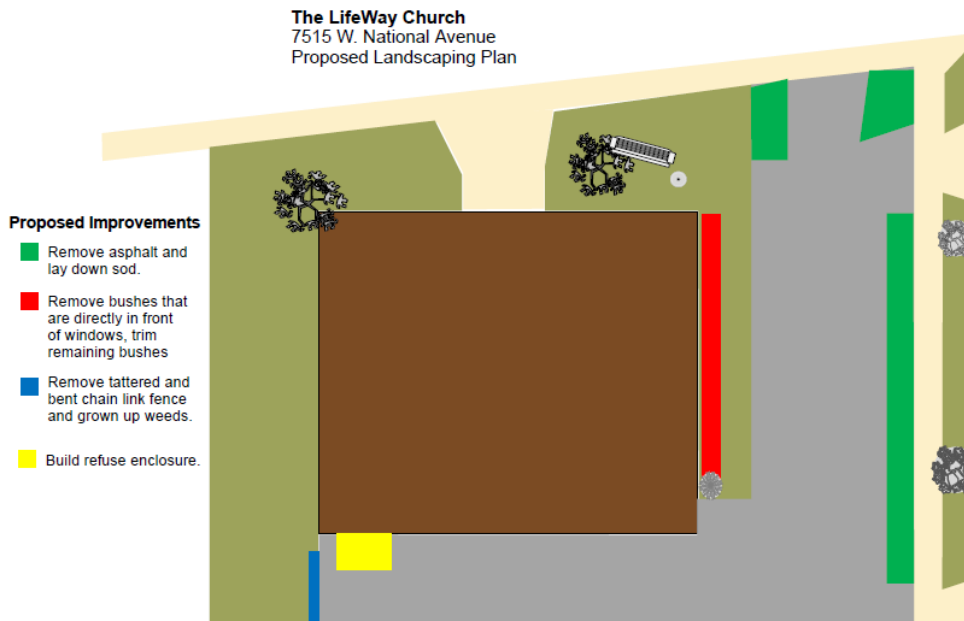 The LifeWay Church
7515 W. National Avenue
Proposed Landscaping Plan
Proposed Improvements
Remove asphalt and
lay down sod.
Remove bushes that
are directly in front
of windows, trim
remaining bushes
Remove tattered and
bent chain link fence
and grown up weeds.
Build refuse enclosure.